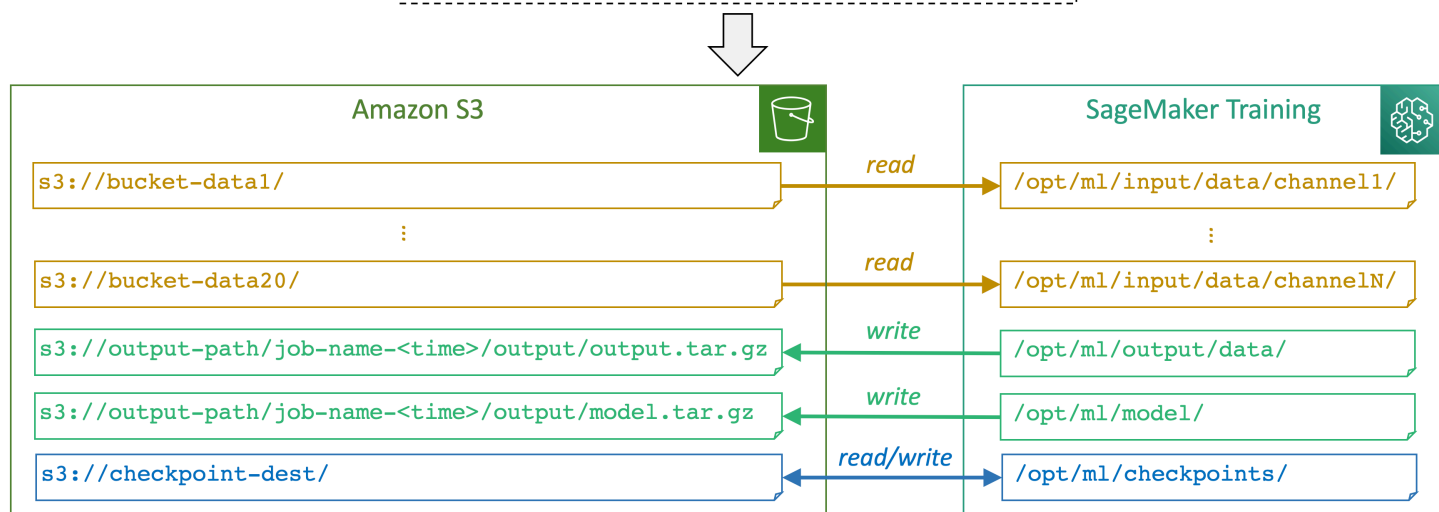 Amazon S3
SageMaker Training
s3://bucket-data1/
read
/opt/ml/input/data/channel1/
s3://bucket-data20/
read
/opt/ml/input/data/channelN/
s3://output-path/job-name-<time>/output/output.tar.gz
write
/opt/ml/output/data/
s3://output-path/job-name-<time>/output/model.tar.gz
write
/opt/ml/model/
s3://checkpoint-dest/
read/write
/opt/ml/checkpoints/